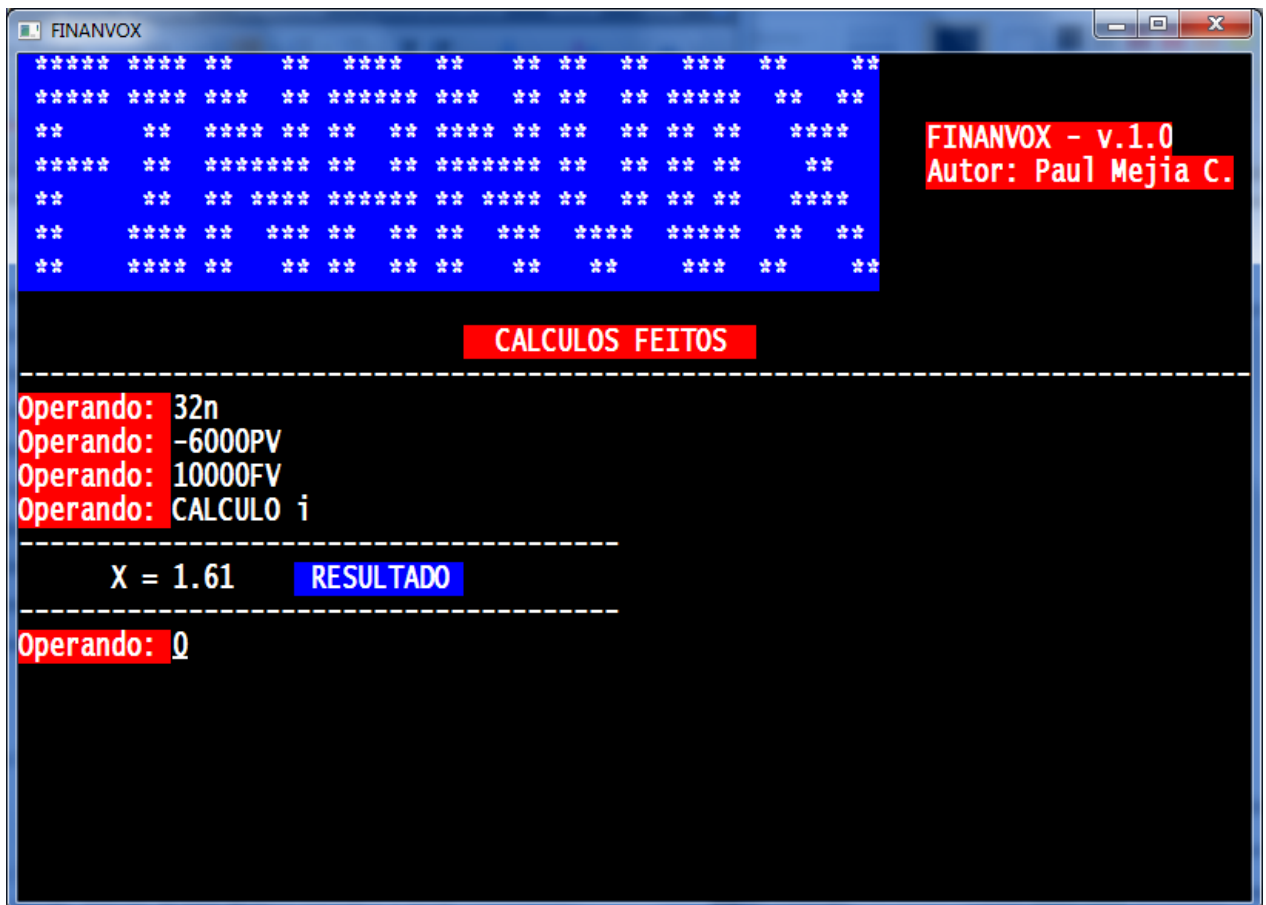 FINANVOX
FINANVOX
FINANVOX - v.1.0
Autor: Paul Mejia C.
CALCULOS FEITOS
Operando: 32n
Operando: -6000PV
Operando: 10000FV
Operando: CALCULO i
X = 1.61 RESULTADO
Operando: 0